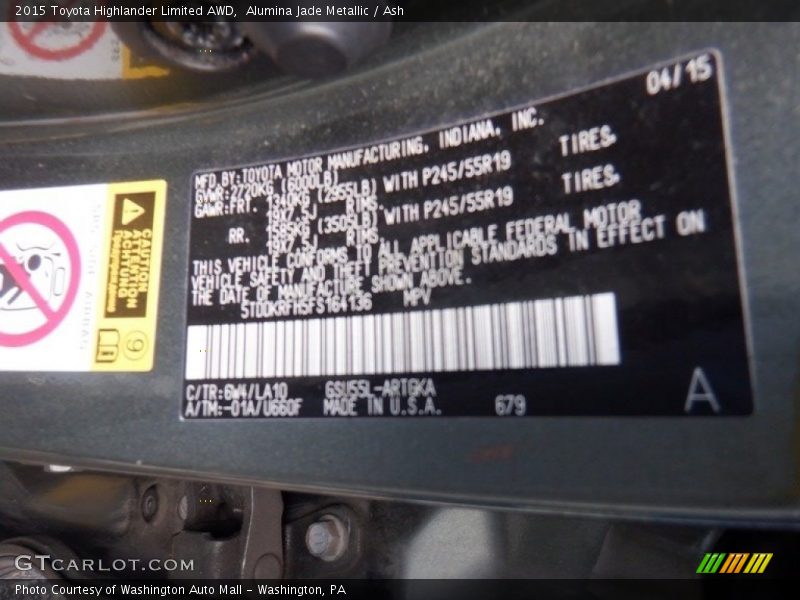 2015 Toyota Highlander Limited AWD,  Alumina Jade Metallic / Ash
04/15
MFD.BY:TOYOTA MOTOR MANUFACTURING, INDIANA, INC.
GVWR:2720KG (6000LB)
GAWR:FRT. 1340KG (2955LB) WITH P245/55R19 TIRES,
19X7.5J RIMS,
RR. 1585KG (3505LB) WITH P245/55R19 TIRES,
19X7.5J RIMS,
THIS VEHICLE CONFORMS TO ALL APPLICABLE FEDERAL MOTOR
VEHICLE SAFETY AND THEFT PREVENTION STANDARDS IN EFFECT ON
THE DATE OF MANUFACTURE SHOWN ABOVE.
5TDDKRFH5FS164136 MPV
C/TR:6W4/LA10 GSU55L-ARTGKA
A/TM:-01A/U660F MADE IN U.S.A. 679
A
CAUTION
ATTENTION
ACHTUNG
GTCARLOT.COM
Photo Courtesy of Washington Auto Mall - Washington, PA